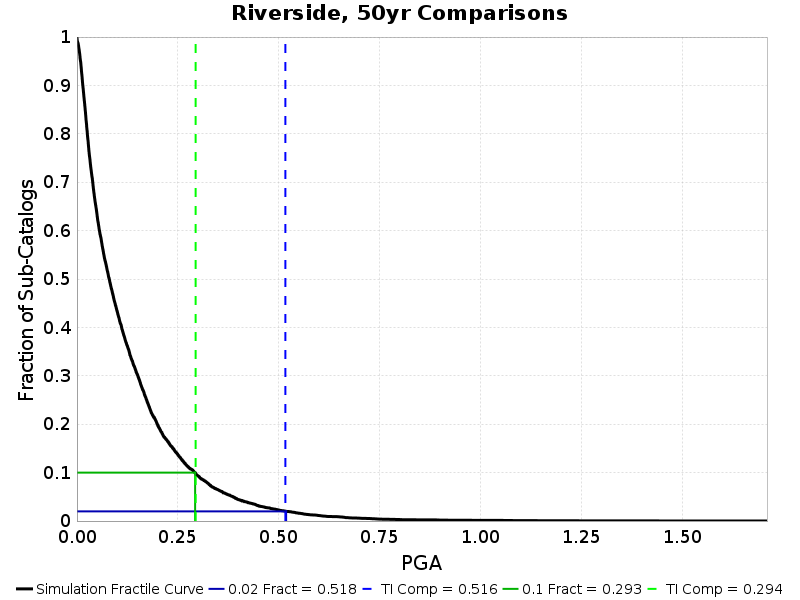 Riverside, 50yr Comparisons
1
0.9
0.8
0.7
0.6
0.5
0.4
0.3
0.2
0.1
0
Fraction of Sub-Catalogs
0.00 0.25 0.50 0.75 1.00 1.25 1.50
PGA
Simulation Fractile Curve 0.02 Fract = 0.518 TI Comp = 0.516 0.1 Fract = 0.293 TI Comp = 0.294